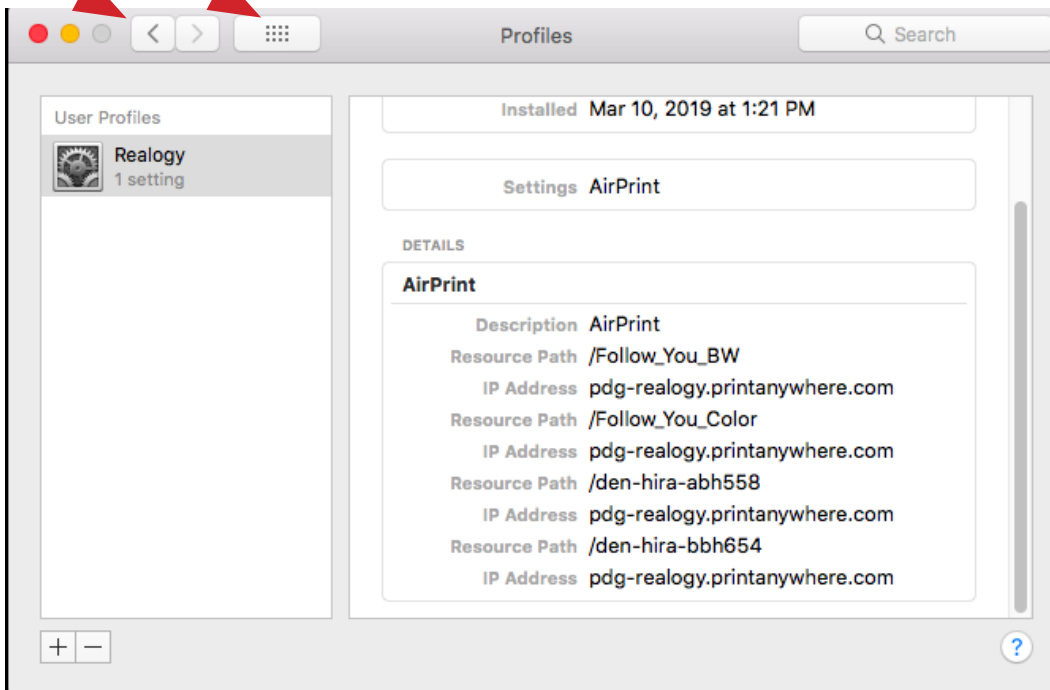 Profiles
Search
User Profiles
Realogy
1 setting
Installed Mar 10, 2019 at 1:21 PM
Settings AirPrint
DETAILS
AirPrint
Description AirPrint
Resource Path /Follow_You_BW
IP Address pdg-realogy.printanywhere.com
Resource Path /Follow_You_Color
IP Address pdg-realogy.printanywhere.com
Resource Path /den-hira-abh558
IP Address pdg-realogy.printanywhere.com
Resource Path /den-hira-bbh654
IP Address pdg-realogy.printanywhere.com
+ −
?